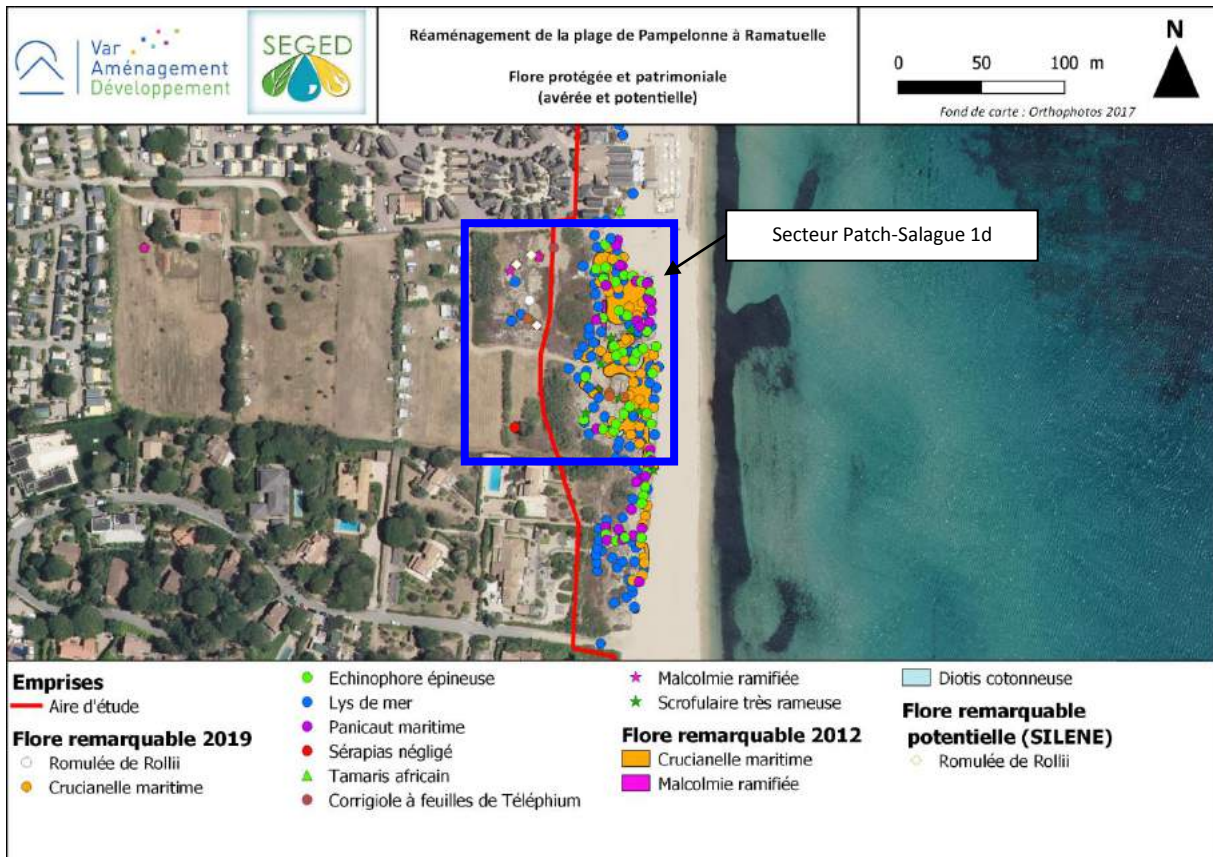 Var
Aménagement
Développement
SEGED
Réaménagement de la plage de Pampelonne à Ramatuelle
Flore protégée et patrimoniale
(avérée et potentielle)
0 50 100 m
Fond de carte : Orthophotos 2017
N
Secteur Patch-Salague 1d
Emprises
Aire d'étude
Flore remarquable 2019
Romulée de Rollii
Crucianelle maritime
Echinophore épineuse
Lys de mer
Panicaut maritime
Sérapias négligé
Tamaris africain
Corrigiole à feuilles de Téléphium
Malcolmie ramifiée
Scrofulaire très rameuse
Flore remarquable 2012
Crucianelle maritime
Malcolmie ramifiée
Diotis cotonneuse
Flore remarquable
potentielle (SILENE)
Romulée de Rollii